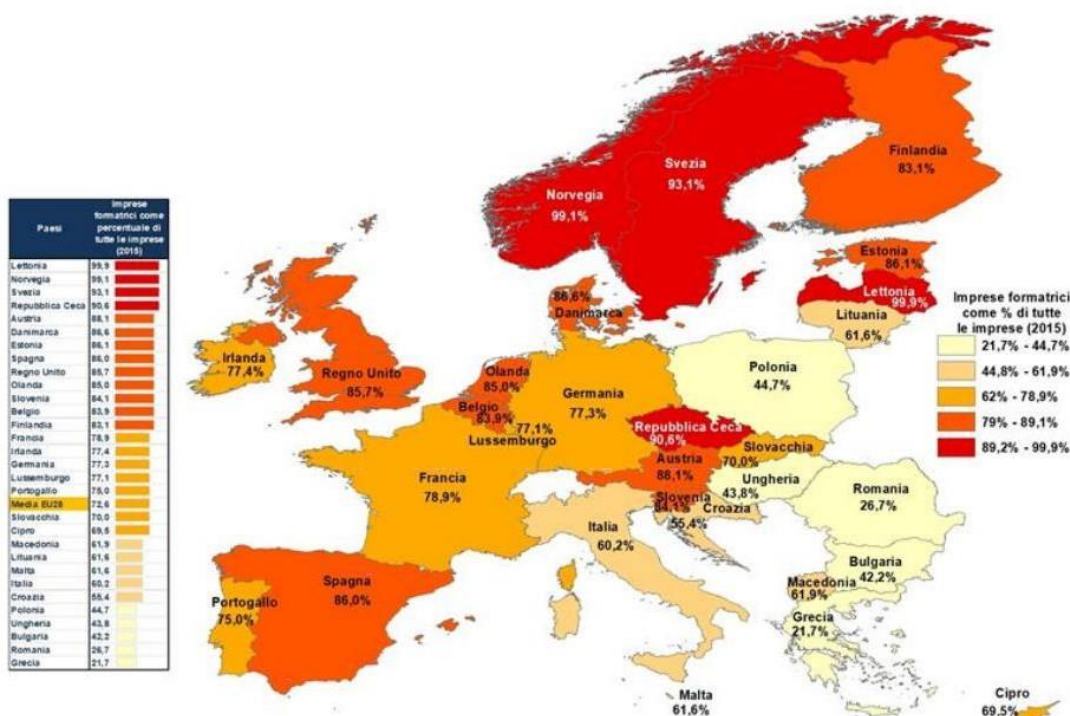 Paesi
Imprese
formatrici come
percentuale di
tutte le imprese
(2015)
Lettonia 99,9
Norvegia 99,1
Svezia 93,1
Repubblica Ceca 90,6
Austria 88,1
Danimarca 86,6
Estonia 86,1
Spagna 86,0
Regno Unito 85,7
Olanda 85,0
Slovenia 84,1
Belgio 83,9
Finlandia 83,1
Francia 78,9
Irlanda 77,4
Germania 77,3
Lussemburgo 77,1
Portogallo 75,0
Media EU28 72,6
Slovacchia 70,0
Cipro 69,5
Macedonia 61,9
Lituania 61,6
Malta 61,6
Italia 60,2
Croazia 55,4
Polonia 44,7
Ungheria 43,8
Bulgaria 42,2
Romania 26,7
Grecia 21,7
Finlandia
83,1%
Svezia
93,1%
Norvegia
99,1%
Estonia
86,1%
Lettonia
99,9%
Lituania
61,6%
86,6%
Danimarca
Irlanda
77,4%
Regno Unito
85,7%
Olanda
85,0%
Belgio
83,9%
77,1%
Lussemburgo
Germania
77,3%
Polonia
44,7%
Repubblica Ceca
90,6%
Slovacchia
70,0%
Austria
88,1%
Ungheria
43,8%
Francia
78,9%
Slovenia
84,1%
Croazia
55,4%
Romania
26,7%
Italia
60,2%
Bulgaria
42,2%
Macedonia
61,9%
Grecia
21,7%
Spagna
86,0%
Portogallo
75,0%
Malta
61,6%
Cipro
69,5%
Imprese formatrici
come % di tutte
le imprese (2015)
21,7% - 44,7%
44,8% - 61,9%
62% - 78,9%
79% - 89,1%
89,2% - 99,9%